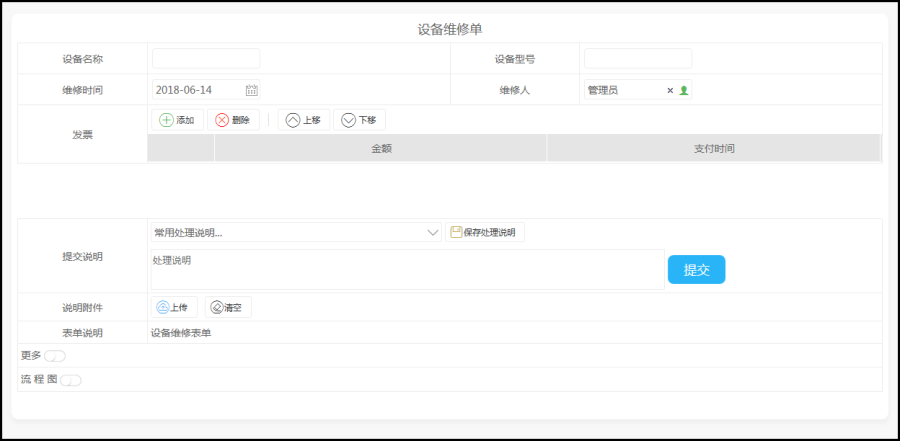 设备维修单
设备名称 设备型号
维修时间 2018-06-14 维修人 管理员 ×
发票 添加 删除 上移 下移
金额 支付时间
提交说明 常用处理说明... 保存处理说明
处理说明 提交
说明附件 上传 清空
表单说明 设备维修表单
更多
流 程 图